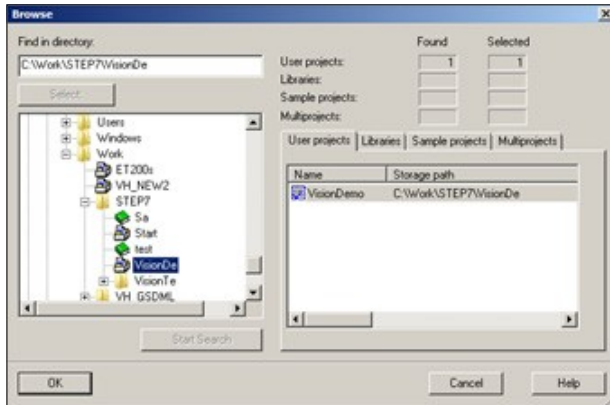 Browse
Find in directory:
C:\Work\STEP7\VisionDe
Select...
Found Selected
User projects: 1 1
Libraries:
Sample projects:
Multiprojects:
Users
Windows
Work
ET200s
VH_NEW2
STEP7
Sa
Start
test
VisionDe
VisionTe
VH_GSDML
Start Search
User projects Libraries Sample projects Multiprojects
Name Storage path
VisionDemo C:\Work\STEP7\VisionDe
OK Cancel Help